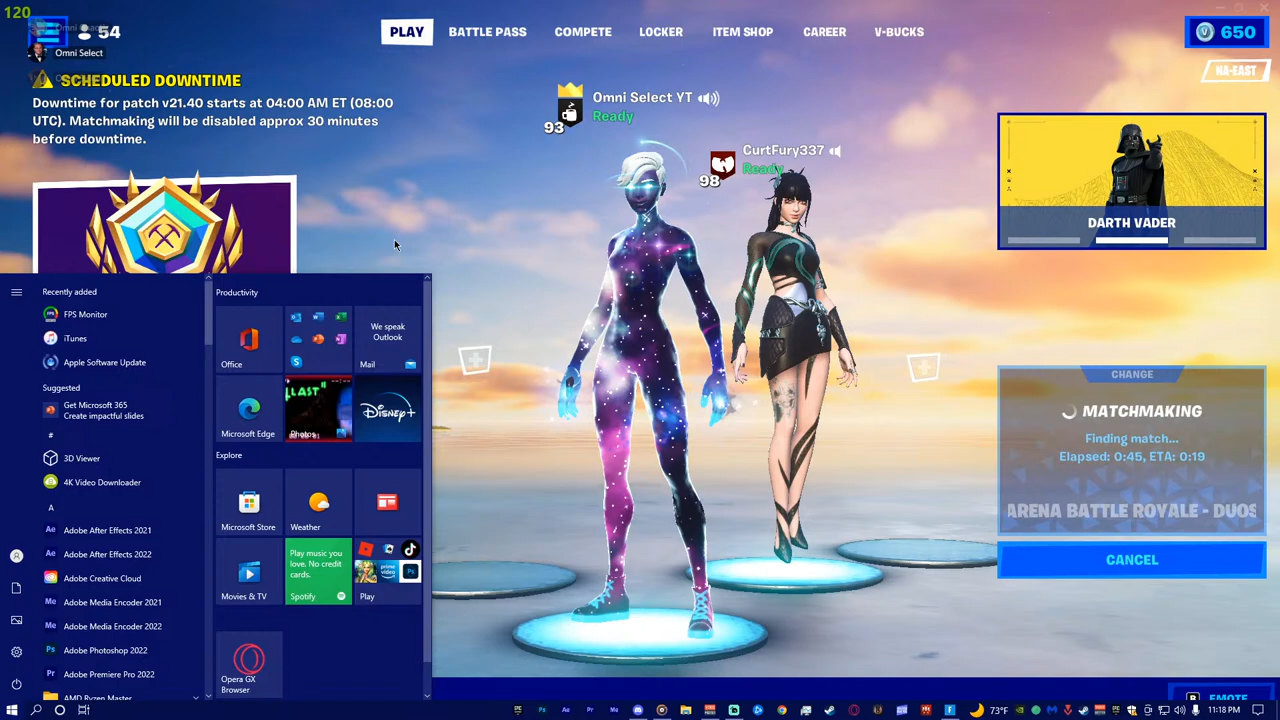 120
54
Omni Select
PLAY
BATTLE PASS
COMPETE
LOCKER
ITEM SHOP
CAREER
V-BUCKS
650
NA-EAST
SCHEDULED DOWNTIME
Downtime for patch v21.40 starts at 04:00 AM ET (08:00
UTC). Matchmaking will be disabled approx 30 minutes
before downtime.
Omni Select YT
Ready
93
CurtFury337
Ready
98
DARTH VADER
CHANGE
MATCHMAKING
Finding match...
Elapsed: 0:45, ETA: 0:19
ARENA BATTLE ROYALE - DUOS
CANCEL
EMOTE
Recently added
FPS Monitor
iTunes
Apple Software Update
Suggested
Get Microsoft 365
Create impactful slides
#
3D Viewer
4K Video Downloader
A
Adobe After Effects 2021
Adobe After Effects 2022
Adobe Creative Cloud
Adobe Media Encoder 2021
Adobe Media Encoder 2022
Adobe Photoshop 2022
Adobe Premiere Pro 2022
AMD Ryzen Master
Productivity
Office
We speak
Outlook
Mail
Microsoft Edge
Photos
Disney+
Explore
Microsoft Store
Weather
Movies & TV
Play music you
love. No credit
cards.
Spotify
prime video
Play
Opera GX
Browser
73°F
11:18 PM